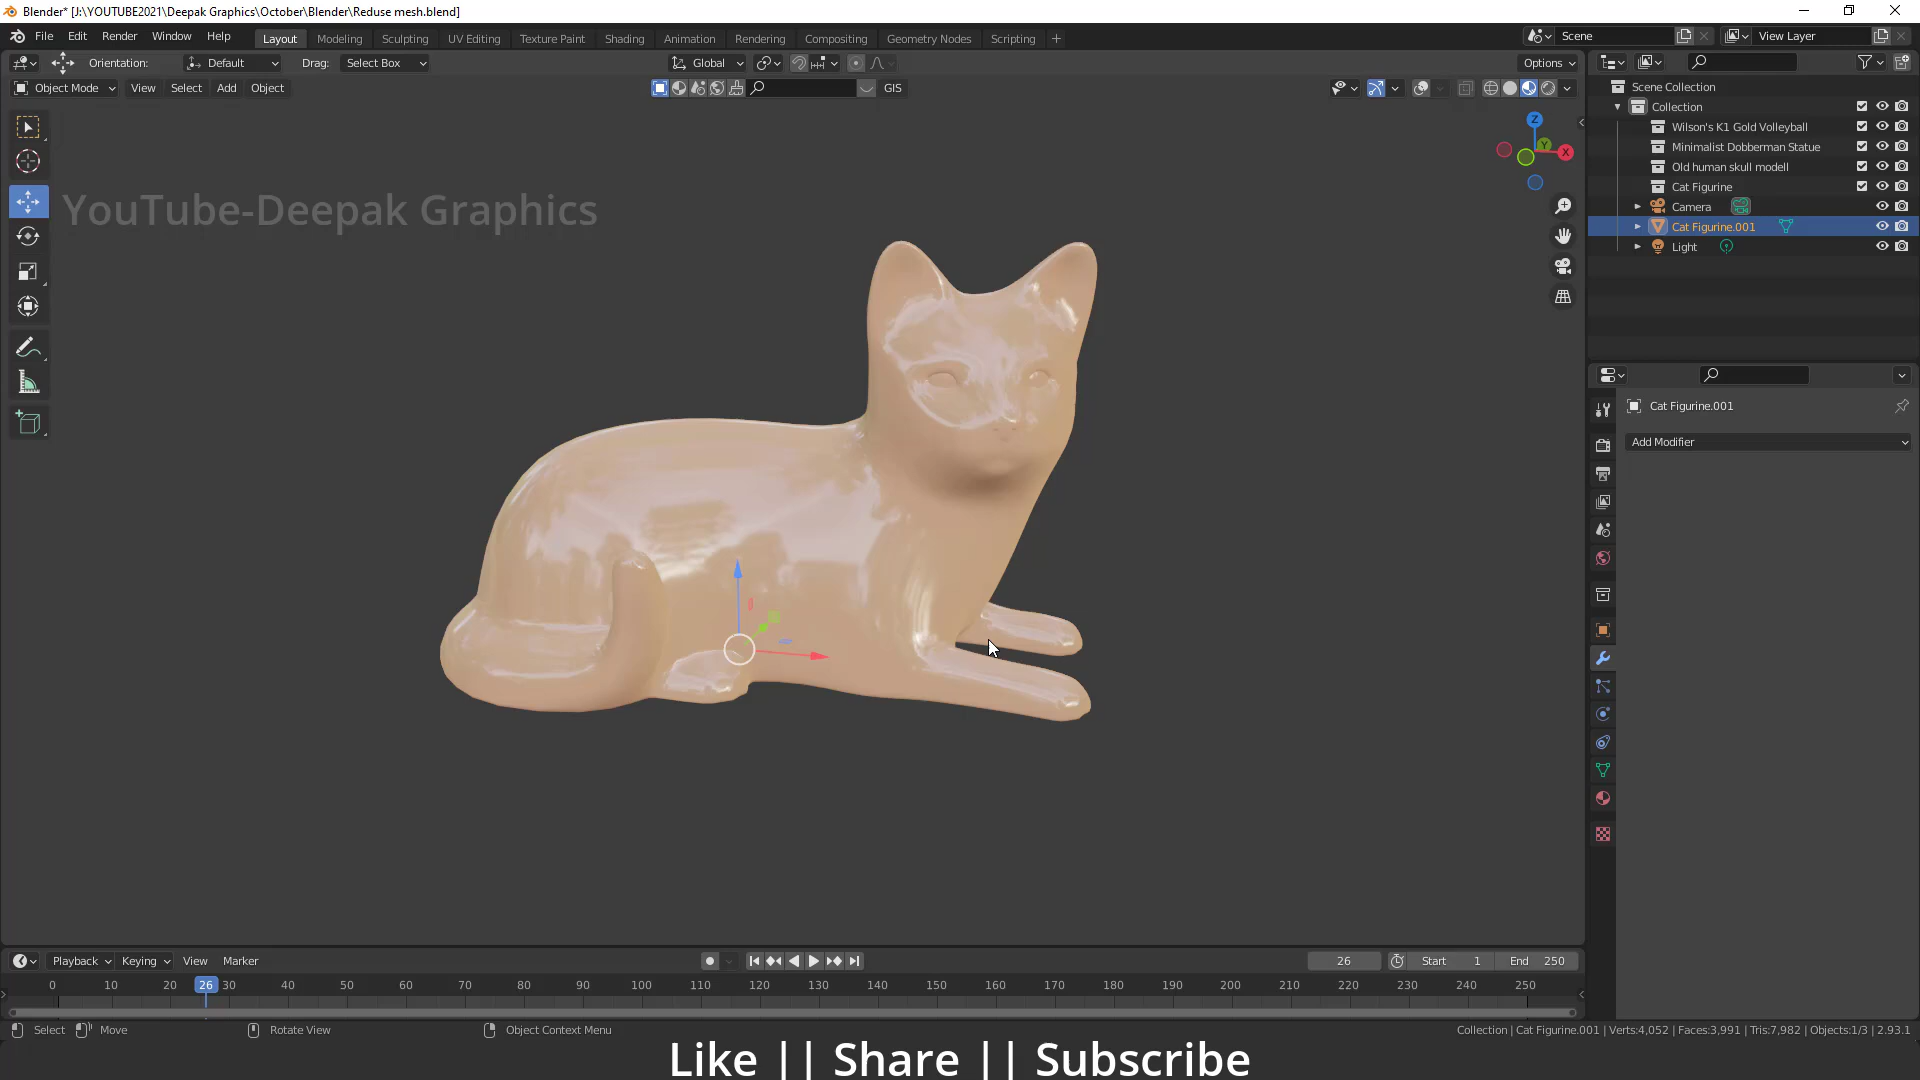 Blender* [J:\YOUTUBE2021\Deepak Graphics\October\Blender\Reduse mesh.blend]
File Edit Render Window Help Layout Modeling Sculpting UV Editing Texture Paint Shading Animation Rendering Compositing Geometry Nodes Scripting + Scene View Layer
Orientation: Default Drag: Select Box Global Options
Object Mode View Select Add Object GIS
Scene Collection
Collection
Wilson's K1 Gold Volleyball
Minimalist Dobberman Statue
Old human skull modell
Cat Figurine
Camera
Cat Figurine.001
Light
Z
Y
X
YouTube-Deepak Graphics
Cat Figurine.001
Add Modifier
Playback Keying View Marker 26 Start 1 End 250
0 10 20 26 30 40 50 60 70 80 90 100 110 120 130 140 150 160 170 180 190 200 210 220 230 240 250
Select Move Rotate View Object Context Menu Collection | Cat Figurine.001 | Verts:4,052 | Faces:3,991 | Tris:7,982 | Objects:1/3 | 2.93.1
Like || Share || Subscribe